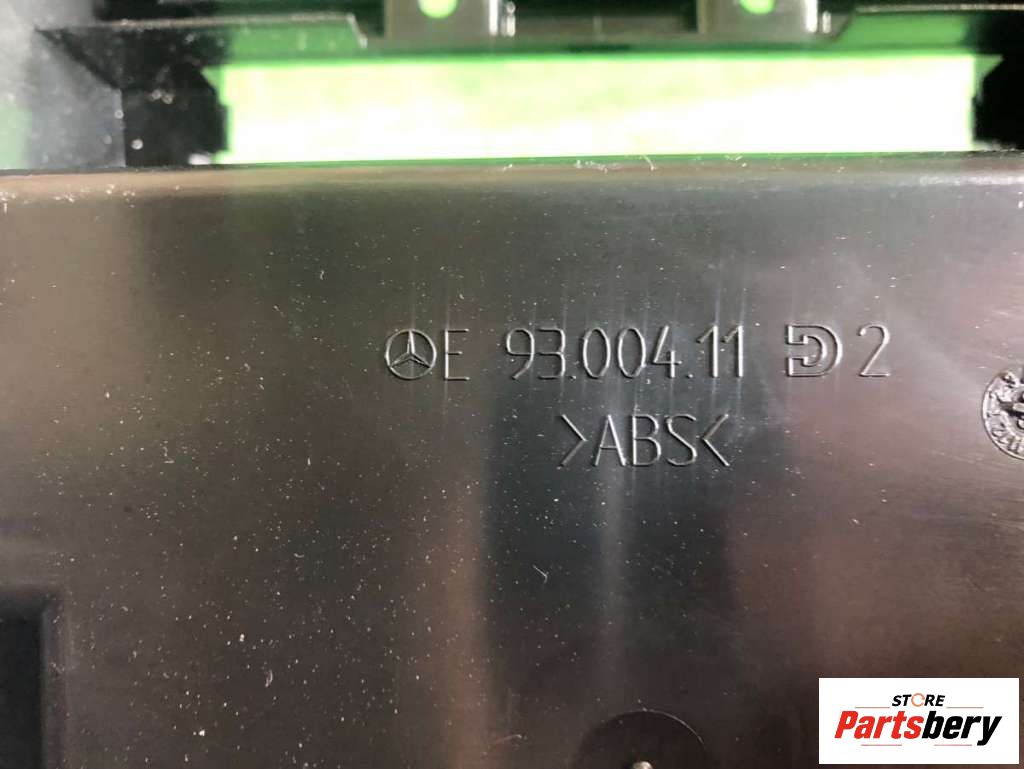 E 93.004.11 D 2
>ABS<
STORE
Partsbery